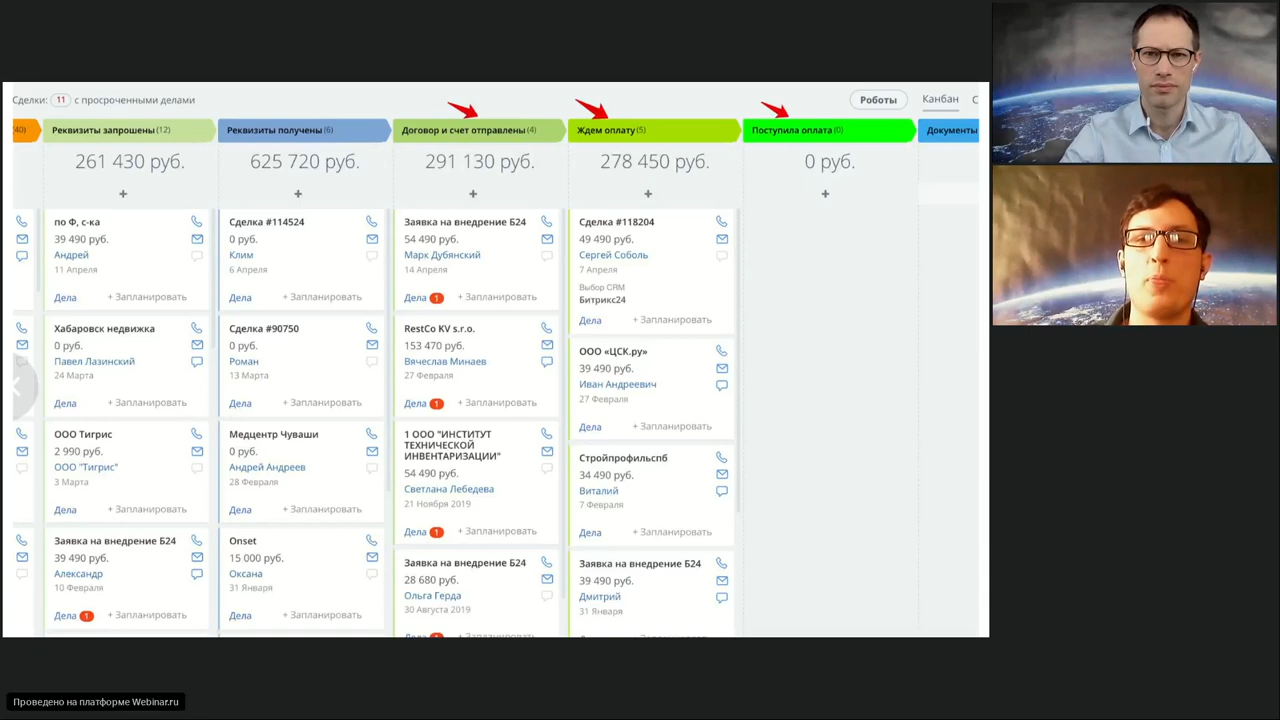 Сделки: 11 с просроченными делами
Роботы
Канбан
С
40)
Реквизиты запрошены (12)
Реквизиты получены (6)
Договор и счет отправлены (4)
Ждем оплату (5)
Поступила оплата (0)
Документы
261 430 руб.
625 720 руб.
291 130 руб.
278 450 руб.
0 руб.
+
+
+
+
+
по Ф, с-ка
39 490 руб.
Андрей
11 Апреля
Дела + Запланировать
Хабаровск недвижка
0 руб.
Павел Лазинский
24 Марта
Дела + Запланировать
ООО Тигрис
2 990 руб.
ООО "Тигрис"
3 Марта
Дела + Запланировать
Заявка на внедрение Б24
39 490 руб.
Александр
10 Февраля
Дела 1 + Запланировать
Сделка #114524
0 руб.
Клим
6 Апреля
Дела + Запланировать
Сделка #90750
0 руб.
Роман
13 Марта
Дела + Запланировать
Медцентр Чуваши
0 руб.
Андрей Андреев
28 Февраля
Дела + Запланировать
Onset
15 000 руб.
Оксана
31 Января
Дела + Запланировать
Заявка на внедрение Б24
54 490 руб.
Марк Дубянский
14 Апреля
Дела 1 + Запланировать
RestCo KV s.r.o.
153 470 руб.
Вячеслав Минаев
27 Февраля
Дела 1 + Запланировать
1 ООО "ИНСТИТУТ
ТЕХНИЧЕСКОЙ
ИНВЕНТАРИЗАЦИИ"
54 490 руб.
Светлана Лебедева
21 Ноября 2019
Дела 1 + Запланировать
Заявка на внедрение Б24
28 680 руб.
Ольга Герда
30 Августа 2019
Сделка #118204
49 490 руб.
Сергей Соболь
7 Апреля
Выбор CRM
Битрикс24
Дела + Запланировать
ООО «ЦСК.ру»
39 490 руб.
Иван Андреевич
27 Февраля
Дела + Запланировать
Стройпрофильспб
34 490 руб.
Виталий
7 Февраля
Дела + Запланировать
Заявка на внедрение Б24
39 490 руб.
Дмитрий
31 Января
Проведено на платформе Webinar.ru